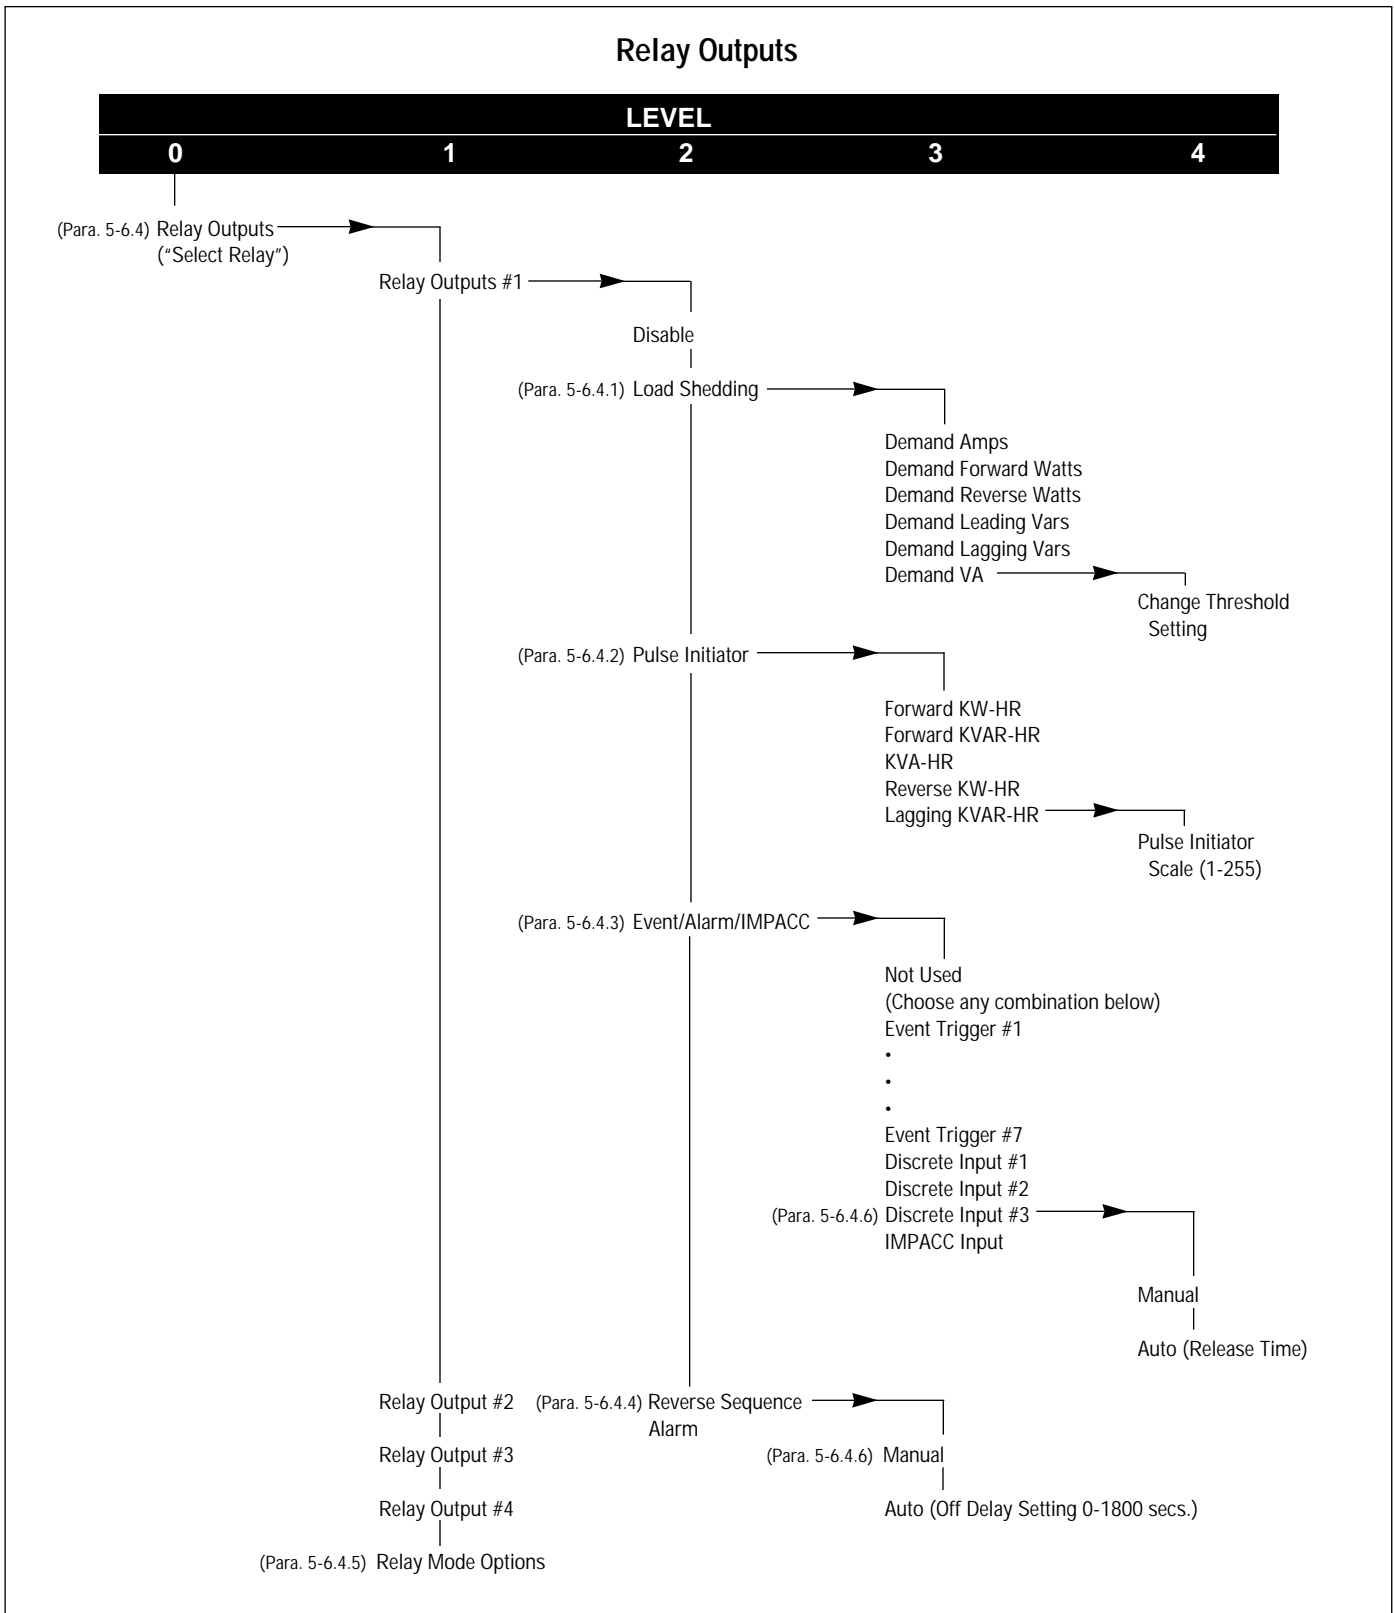 Relay Outputs
LEVEL
0 1 2 3 4
(Para. 5-6.4) Relay Outputs
("Select Relay")
Relay Outputs #1
Disable
(Para. 5-6.4.1) Load Shedding
Demand Amps
Demand Forward Watts
Demand Reverse Watts
Demand Leading Vars
Demand Lagging Vars
Demand VA
Change Threshold
Setting
(Para. 5-6.4.2) Pulse Initiator
Forward KW-HR
Forward KVAR-HR
KVA-HR
Reverse KW-HR
Lagging KVAR-HR
Pulse Initiator
Scale (1-255)
(Para. 5-6.4.3) Event/Alarm/IMPACC
Not Used
(Choose any combination below)
Event Trigger #1
•
•
•
Event Trigger #7
Discrete Input #1
Discrete Input #2
(Para. 5-6.4.6) Discrete Input #3
IMPACC Input
Manual
Auto (Release Time)
Relay Output #2 (Para. 5-6.4.4) Reverse Sequence
Alarm
Relay Output #3 (Para. 5-6.4.6) Manual
Relay Output #4 Auto (Off Delay Setting 0-1800 secs.)
(Para. 5-6.4.5) Relay Mode Options